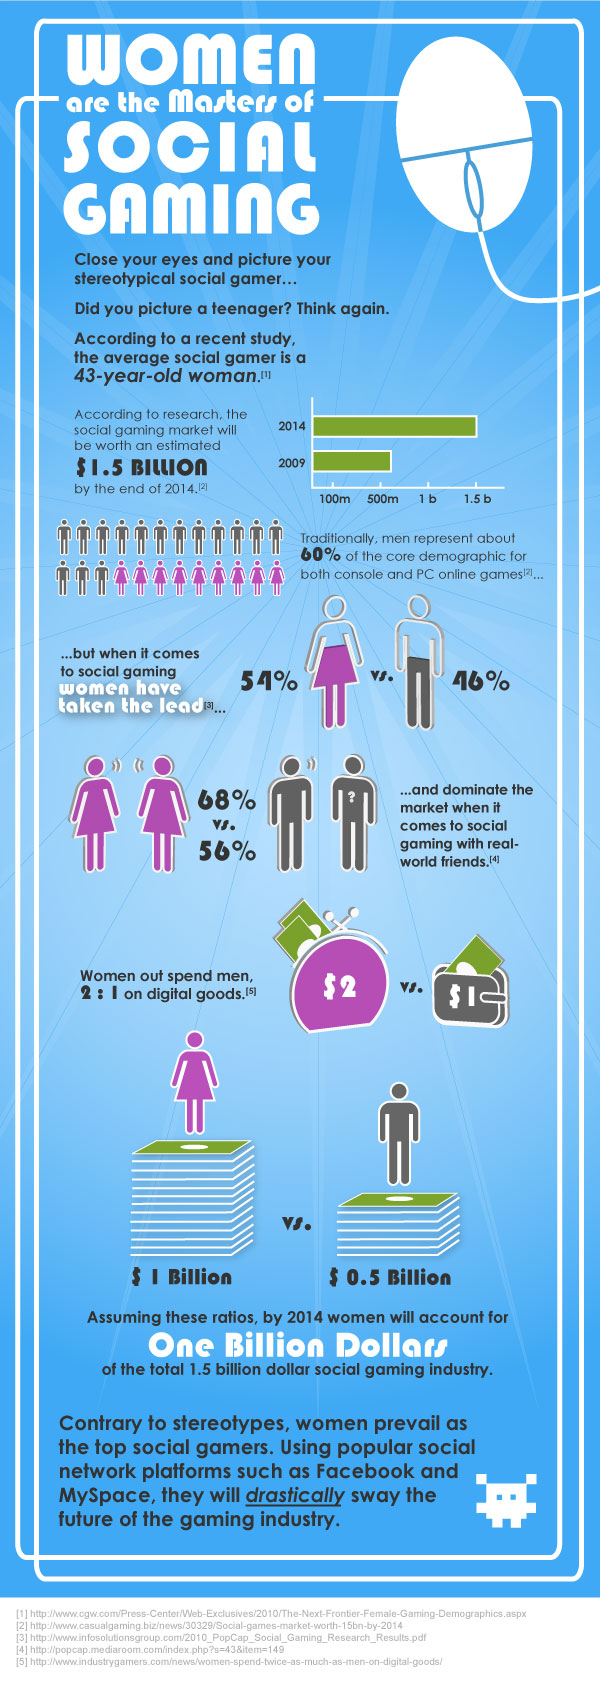 WOMEN
are the Masters of
SOCIAL
GAMING
Close your eyes and picture your
stereotypical social gamer...
Did you picture a teenager? Think again.
According to a recent study,
the average social gamer is a
43-year-old woman.[1]
According to research, the
social gaming market will
be worth an estimated
$1.5 BILLION
by the end of 2014.[2]
2014
2009
100m 500m 1 b 1.5 b
Traditionally, men represent about
60% of the core demographic for
both console and PC online games[2]...
...but when it comes
to social gaming
women have
taken the lead[3]...
54% vs. 46%
68%
vs.
56%
?
...and dominate the
market when it
comes to social
gaming with real-
world friends.[4]
Women out spend men,
2 : 1 on digital goods.[5]
$2 vs. $1
vs.
$ 1 Billion $ 0.5 Billion
Assuming these ratios, by 2014 women will account for
One Billion Dollars
of the total 1.5 billion dollar social gaming industry.
Contrary to stereotypes, women prevail as
the top social gamers. Using popular social
network platforms such as Facebook and
MySpace, they will drastically sway the
future of the gaming industry.
[1] http://www.cgw.com/Press-Center/Web-Exclusives/2010/The-Next-Frontier-Female-Gaming-Demographics.aspx
[2] http://www.casualgaming.biz/news/30329/Social-games-market-worth-15bn-by-2014
[3] http://www.infosolutionsgroup.com/2010_PopCap_Social_Gaming_Research_Results.pdf
[4] http://popcap.mediaroom.com/index.php?s=43&item=149
[5] http://www.industrygamers.com/news/women-spend-twice-as-much-as-men-on-digital-goods/